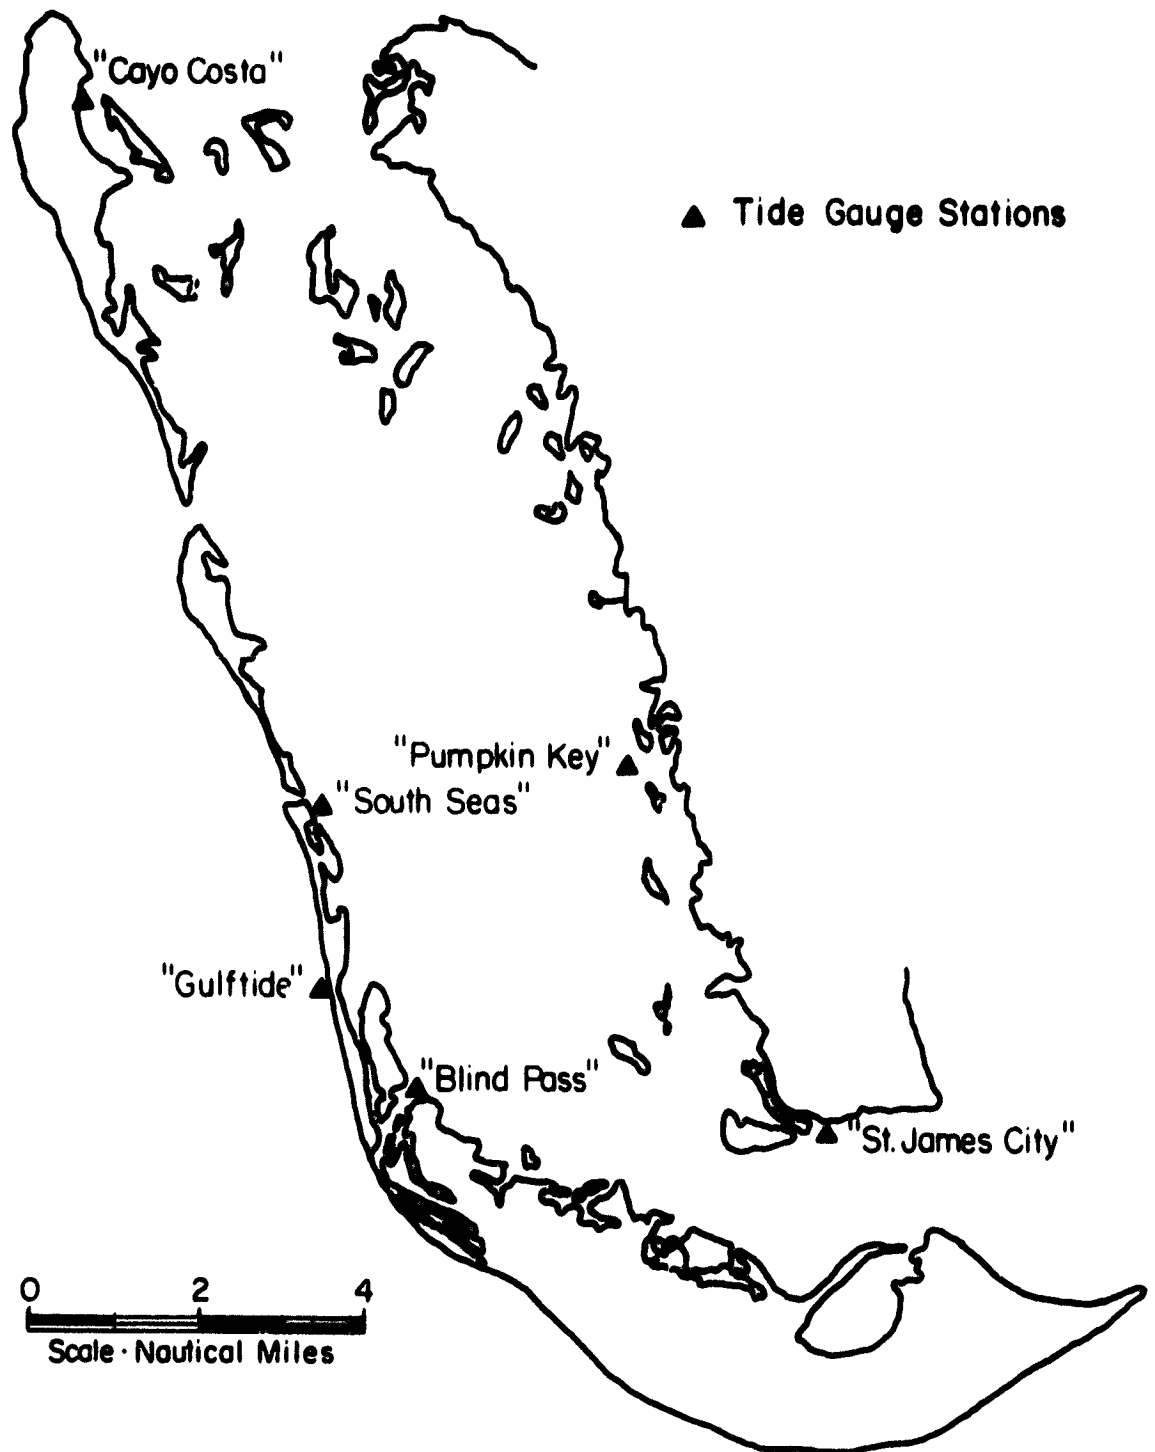 "Cayo Costa"
▲ Tide Gauge Stations
"Pumpkin Key"
"South Seas"
"Gulftide"
"Blind Pass"
"St. James City"
0 2 4
Scale · Nautical Miles